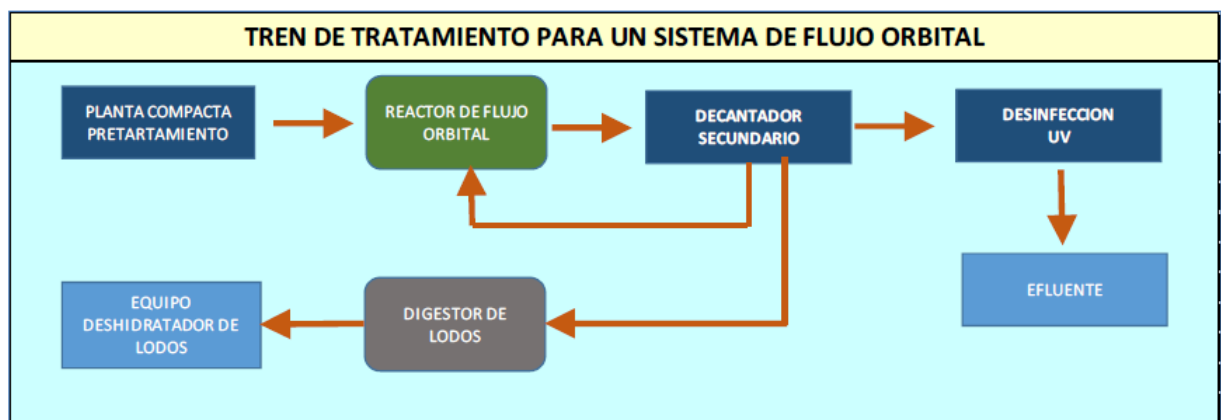 TREN DE TRATAMIENTO PARA UN SISTEMA DE FLUJO ORBITAL
PLANTA COMPACTA
PRETARTAMIENTO
REACTOR DE FLUJO
ORBITAL
DECANTADOR
SECUNDARIO
DESINFECCION
UV
EQUIPO
DESHIDRATADOR DE
LODOS
DIGESTOR DE
LODOS
EFLUENTE